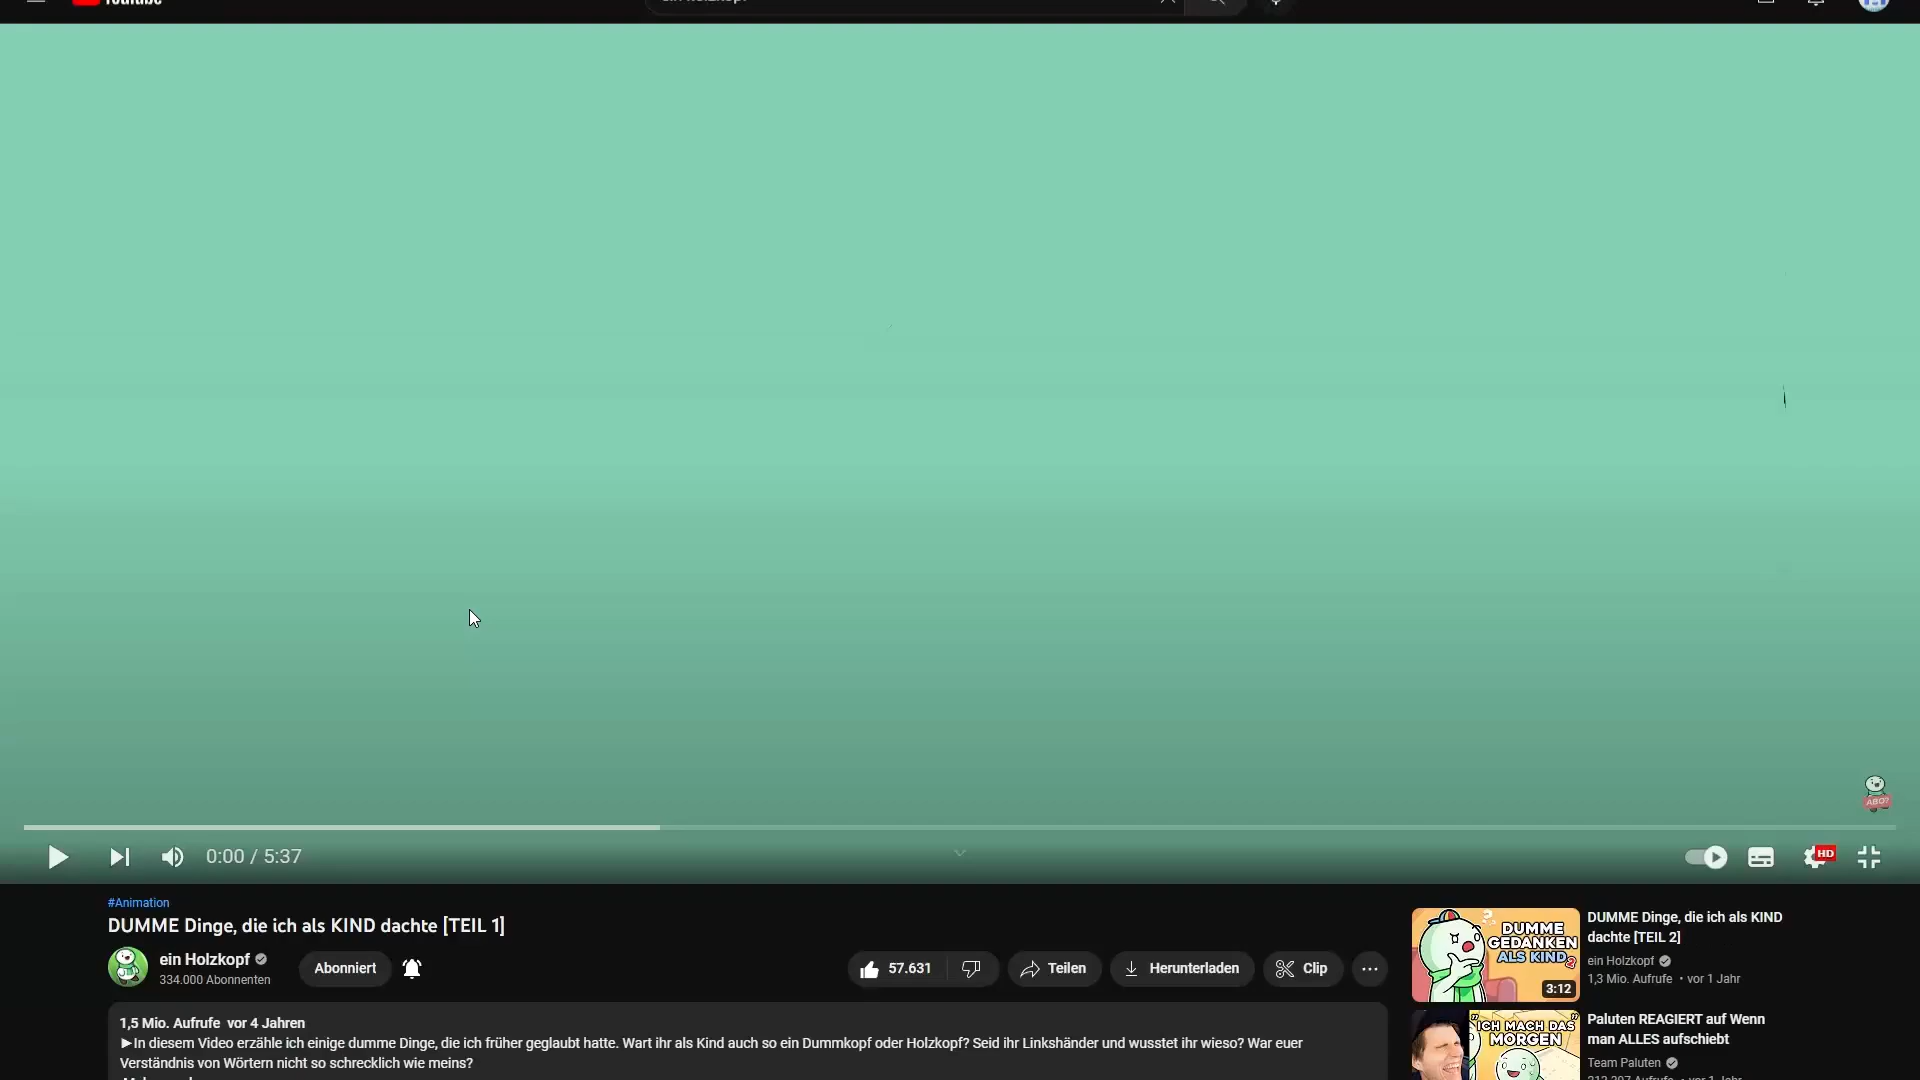 YouTube
ABO?
0:00 / 5:37
HD
#Animation
DUMME Dinge, die ich als KIND dachte [TEIL 1]
ein Holzkopf
334.000 Abonnenten
Abonniert
57.631
Teilen
Herunterladen
Clip
1,5 Mio. Aufrufe vor 4 Jahren
▶In diesem Video erzähle ich einige dumme Dinge, die ich früher geglaubt hatte. Wart ihr als Kind auch so ein Dummkopf oder Holzkopf? Seid ihr Linkshänder und wusstet ihr wieso? War euer
Verständnis von Wörtern nicht so schrecklich wie meins?
DUMME
GEDANKEN
ALS KIND 2
3:12
DUMME Dinge, die ich als KIND
dachte [TEIL 2]
ein Holzkopf
1,3 Mio. Aufrufe • vor 1 Jahr
"ICH MACH DAS
MORGEN"
Paluten REAGIERT auf Wenn
man ALLES aufschiebt
Team Paluten